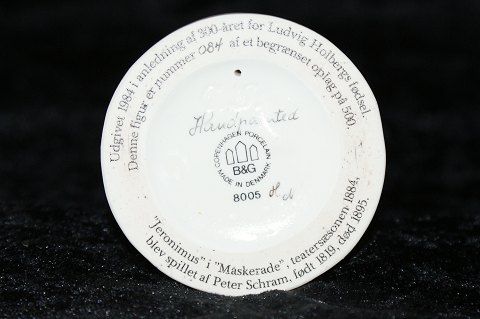 Udgivet 1984 i anledning af 300-året for Ludvig Holbergs fødsel.
Denne figur er nummer 084 af et begrænset oplag på 500.
Handpainted
COPENHAGEN PORCELAIN
B&G
MADE IN DENMARK
8005
"Jeronimus" i "Maskerade", teatersæsonen 1884,
blev spillet af Peter Schram, født 1819, død 1895.